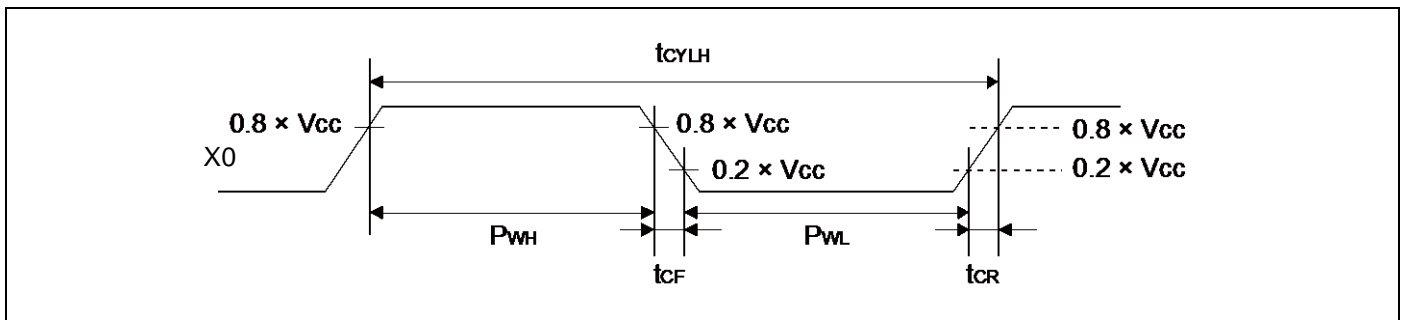 tCYLH
0.8 × Vcc
0.8 × Vcc
0.8 × Vcc
X0
0.2 × Vcc
0.2 × Vcc
PWH
PWL
tCF
tCR